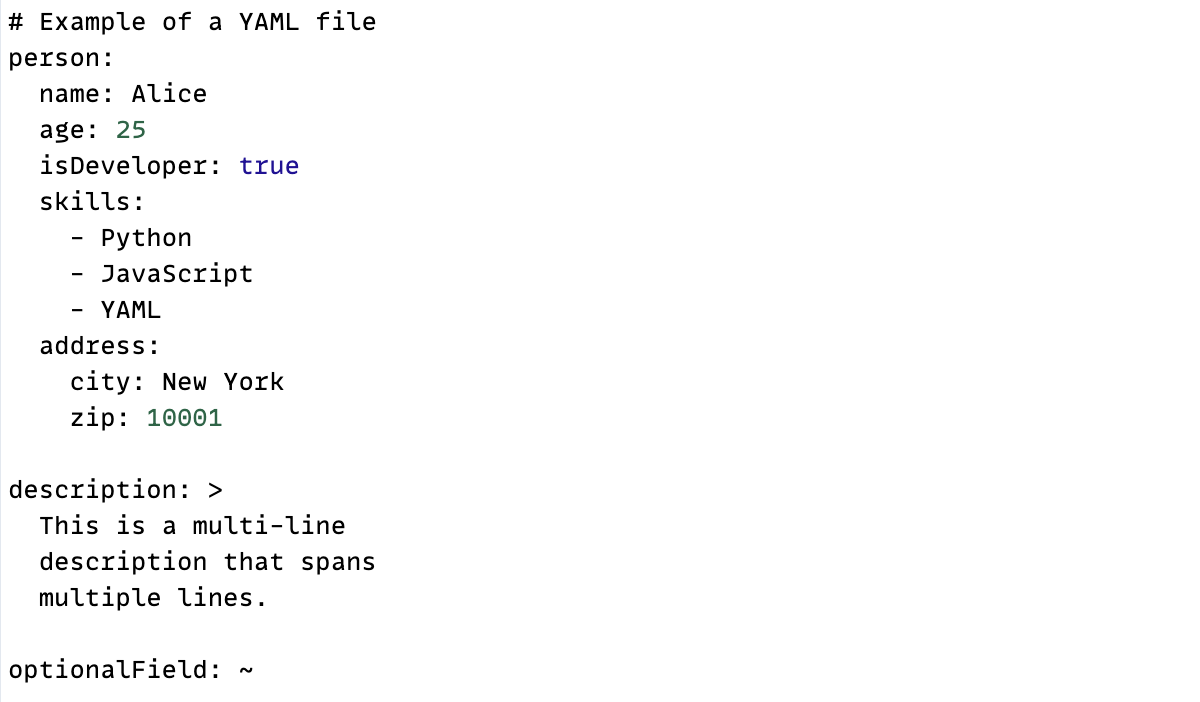 # Example of a YAML file
person:
  name: Alice
  age: 25
  isDeveloper: true
  skills:
    - Python
    - JavaScript
    - YAML
  address:
    city: New York
    zip: 10001

description: >
  This is a multi-line
  description that spans
  multiple lines.

optionalField: ~